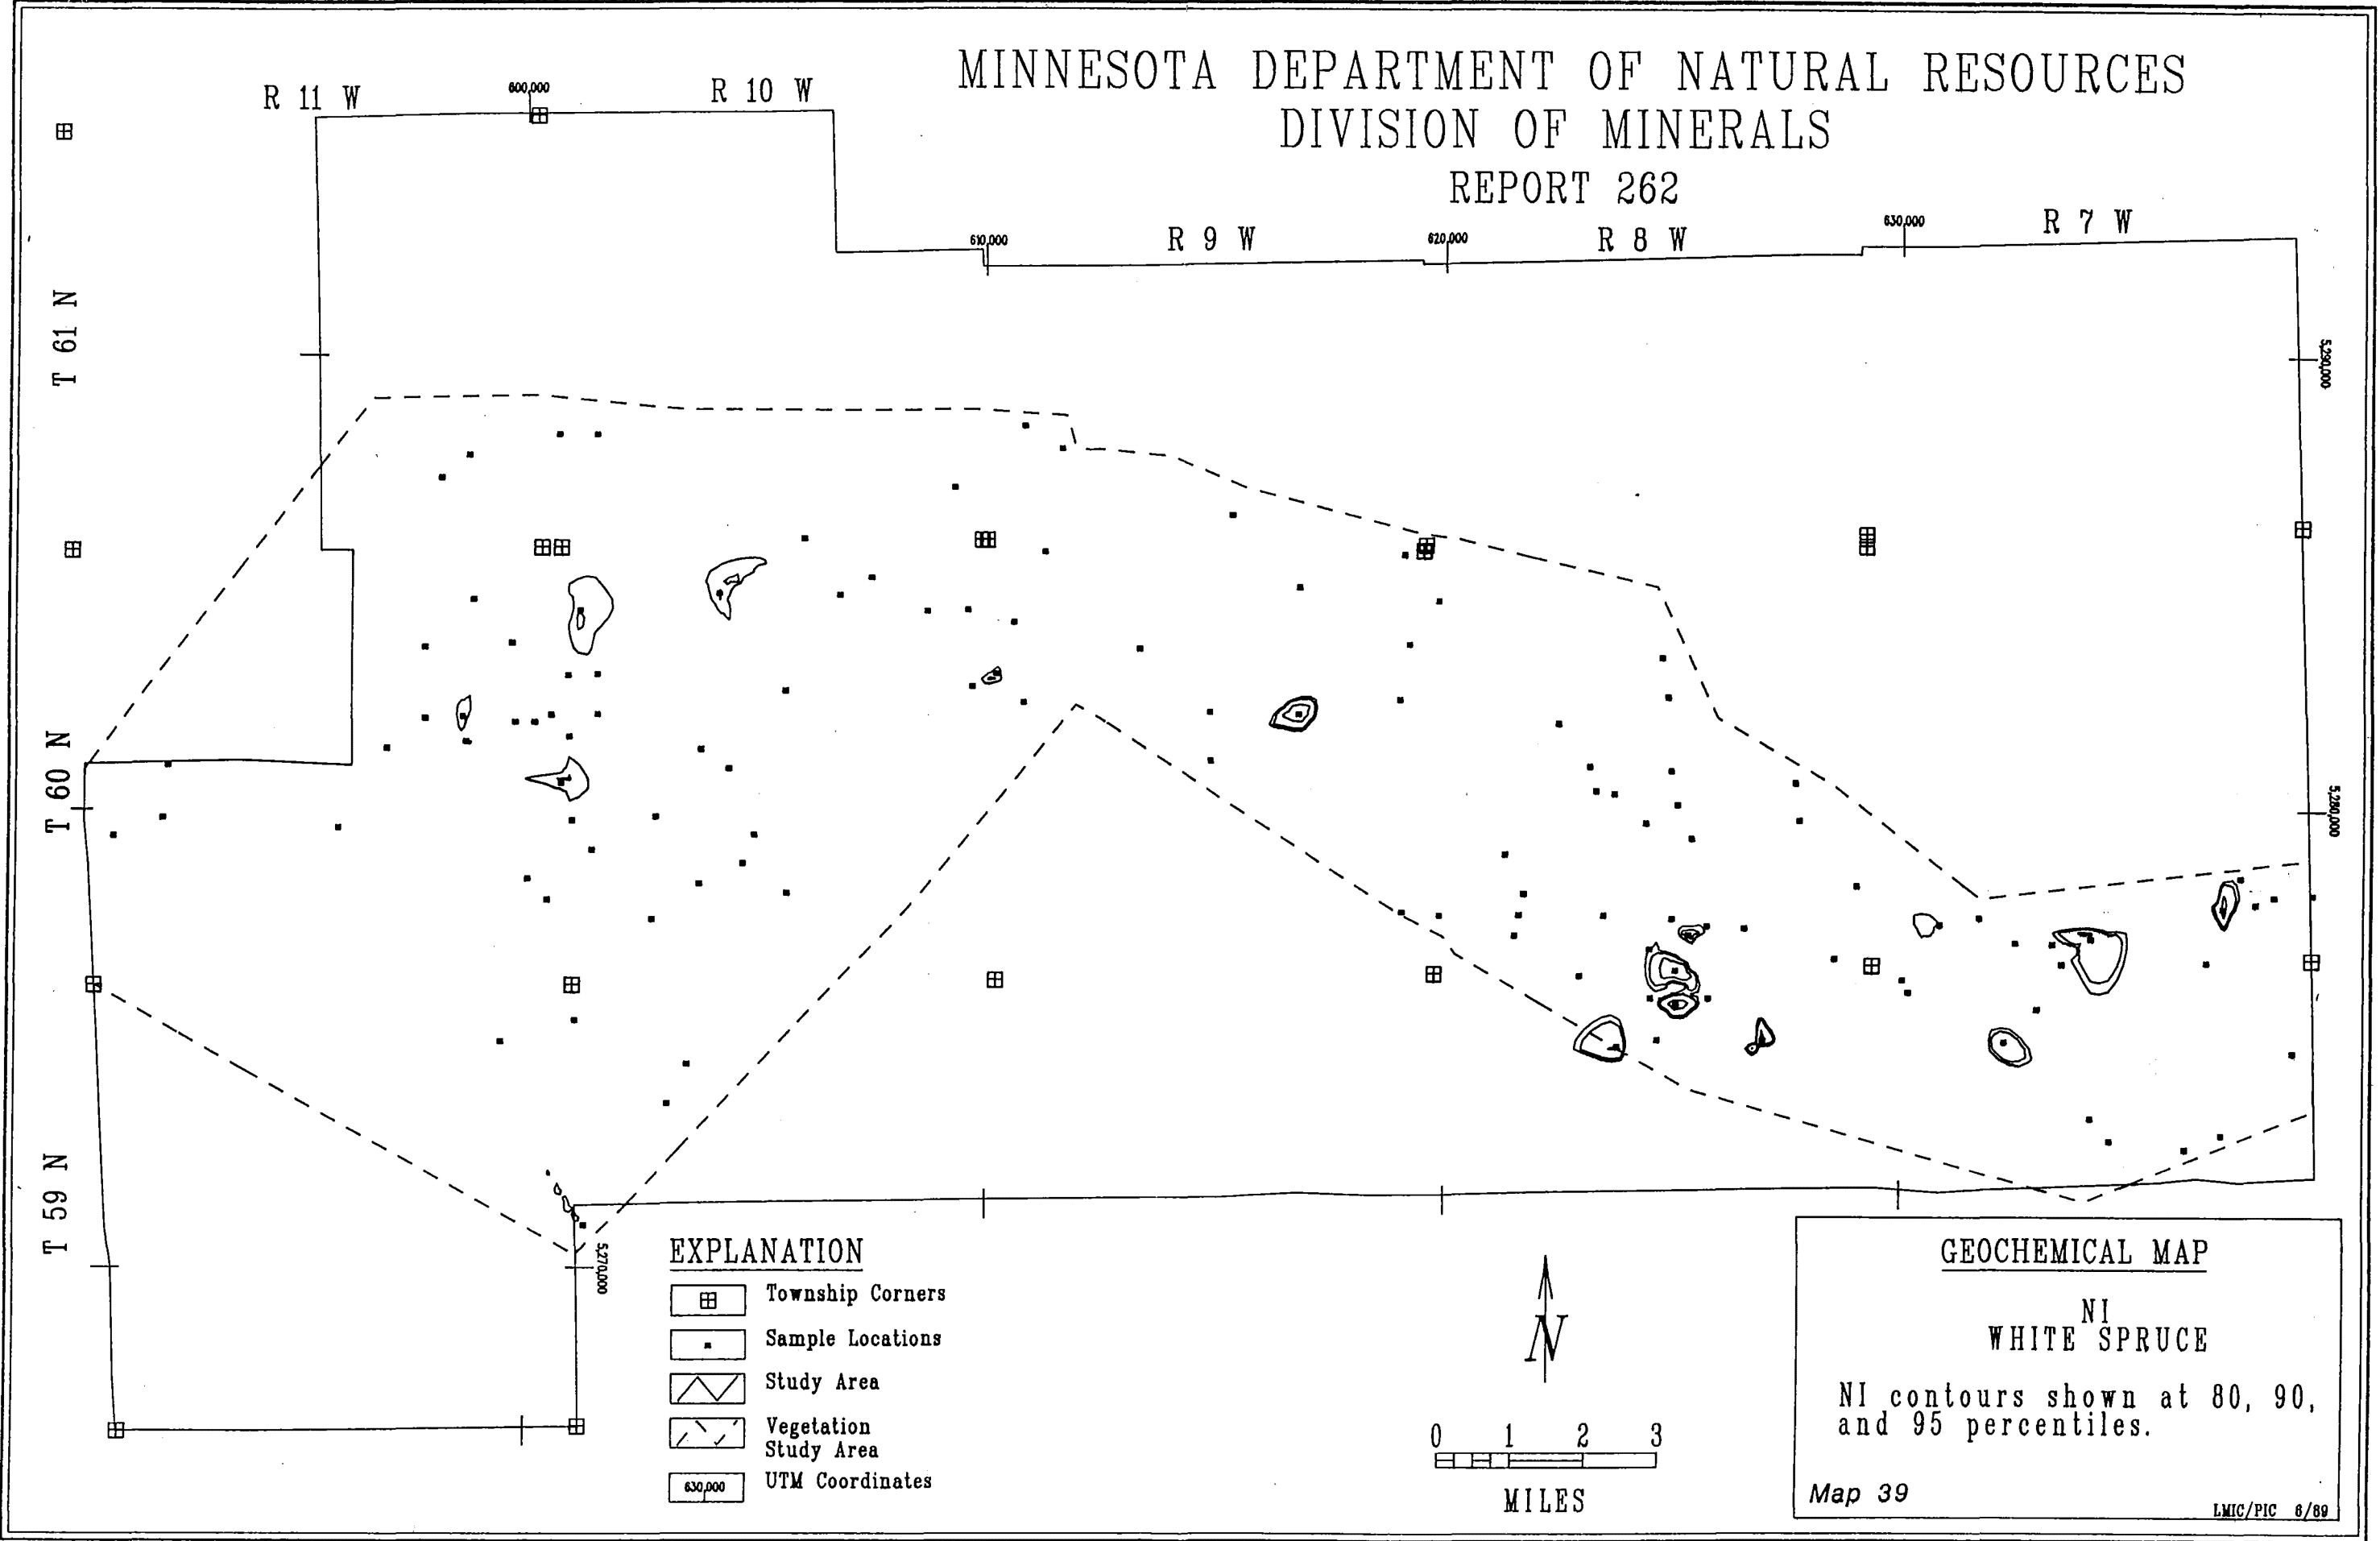 MINNESOTA DEPARTMENT OF NATURAL RESOURCES
DIVISION OF MINERALS
REPORT 262
R 11 W
600,000
R 10 W
610,000
R 9 W
620,000
R 8 W
630,000
R 7 W
T 61 N
5,290,000
T 60 N
5,280,000
T 59 N
5,270,000
EXPLANATION
Township Corners
Sample Locations
Study Area
Vegetation
Study Area
630,000
UTM Coordinates
N
0 1 2 3
MILES
GEOCHEMICAL MAP
NI
WHITE SPRUCE
NI contours shown at 80, 90,
and 95 percentiles.
Map 39
LMIC/PIC 6/89